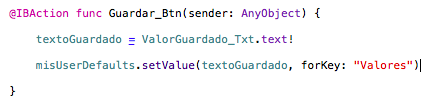 @IBAction func Guardar_Btn(sender: AnyObject) {
textoGuardado = ValorGuardado_Txt.text!
misUserDefaults.setValue(textoGuardado, forKey: "Valores")
}